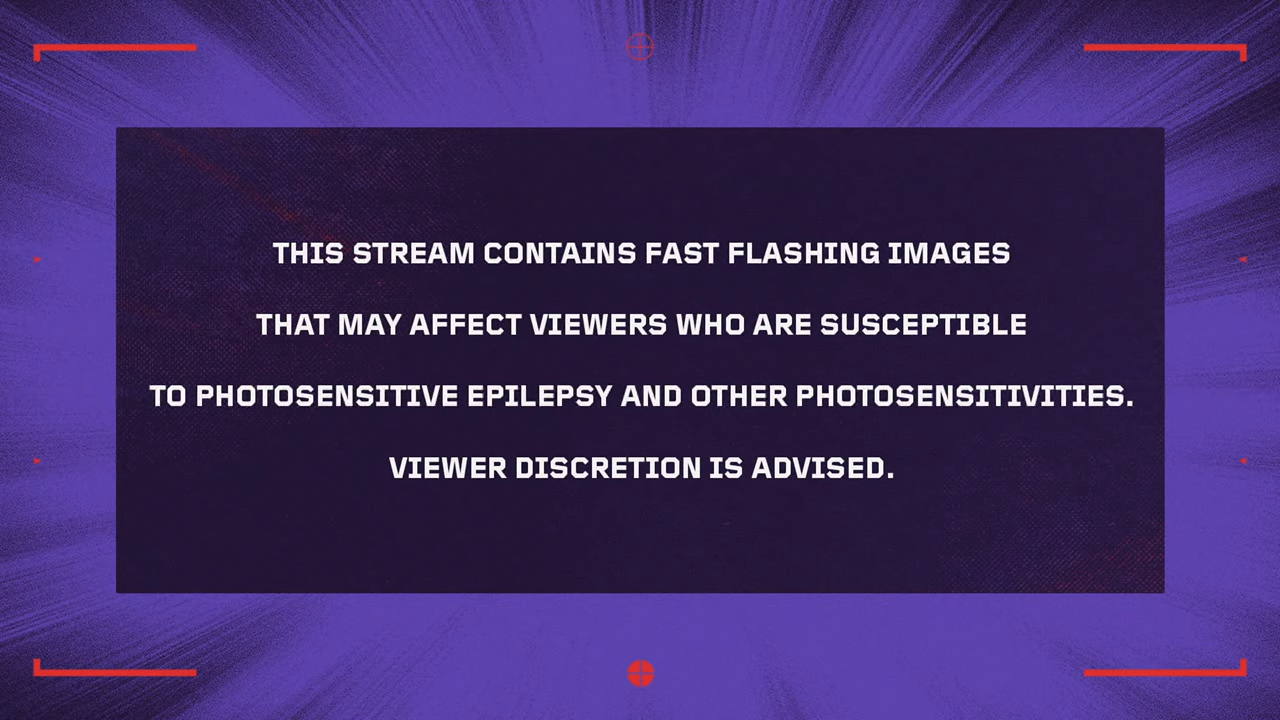 THIS STREAM CONTAINS FAST FLASHING IMAGES
THAT MAY AFFECT VIEWERS WHO ARE SUSCEPTIBLE
TO PHOTOSENSITIVE EPILEPSY AND OTHER PHOTOSENSITIVITIES.
VIEWER DISCRETION IS ADVISED.